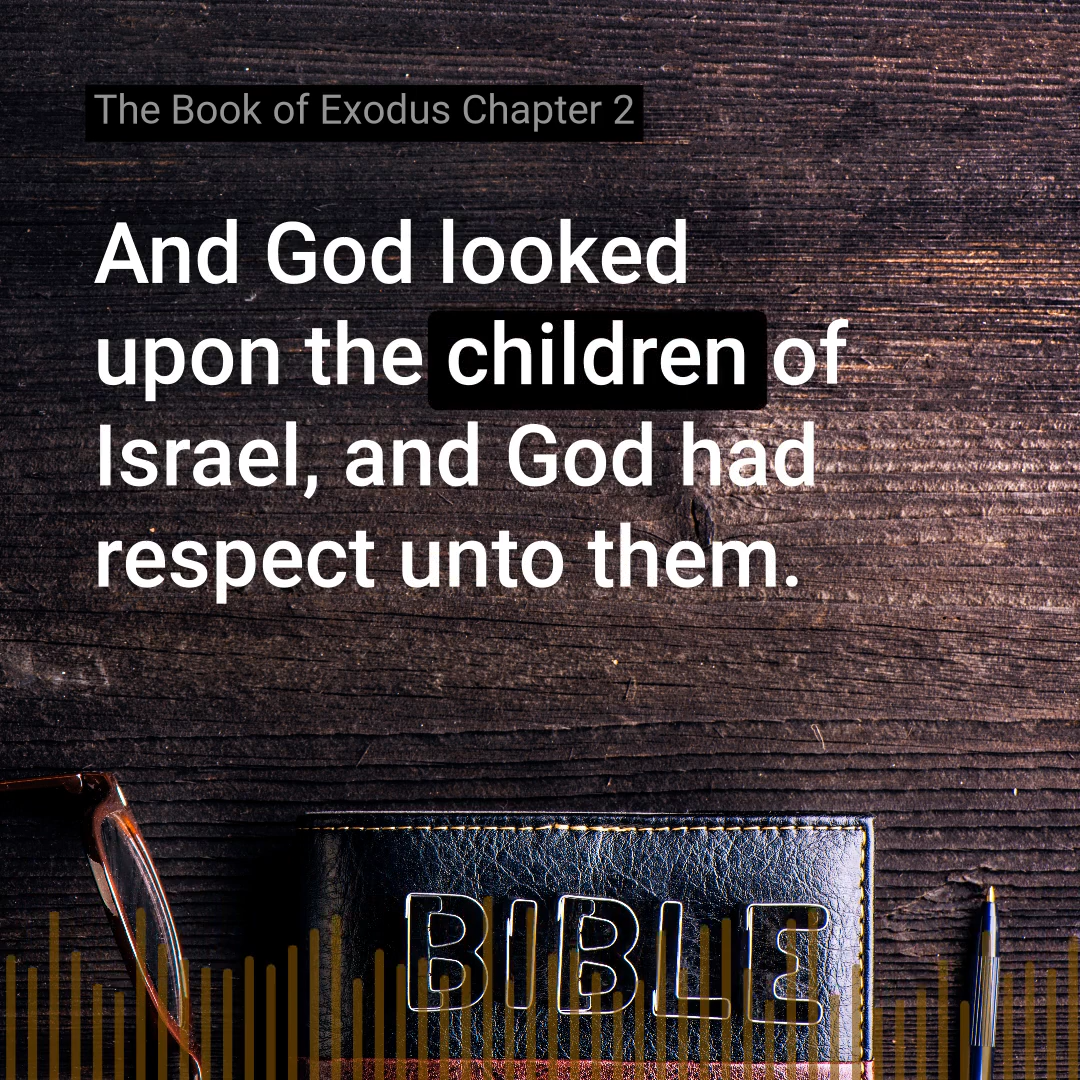 The Book of Exodus Chapter 2
And God looked
upon the children of
Israel, and God had
respect unto them.
BIBLE